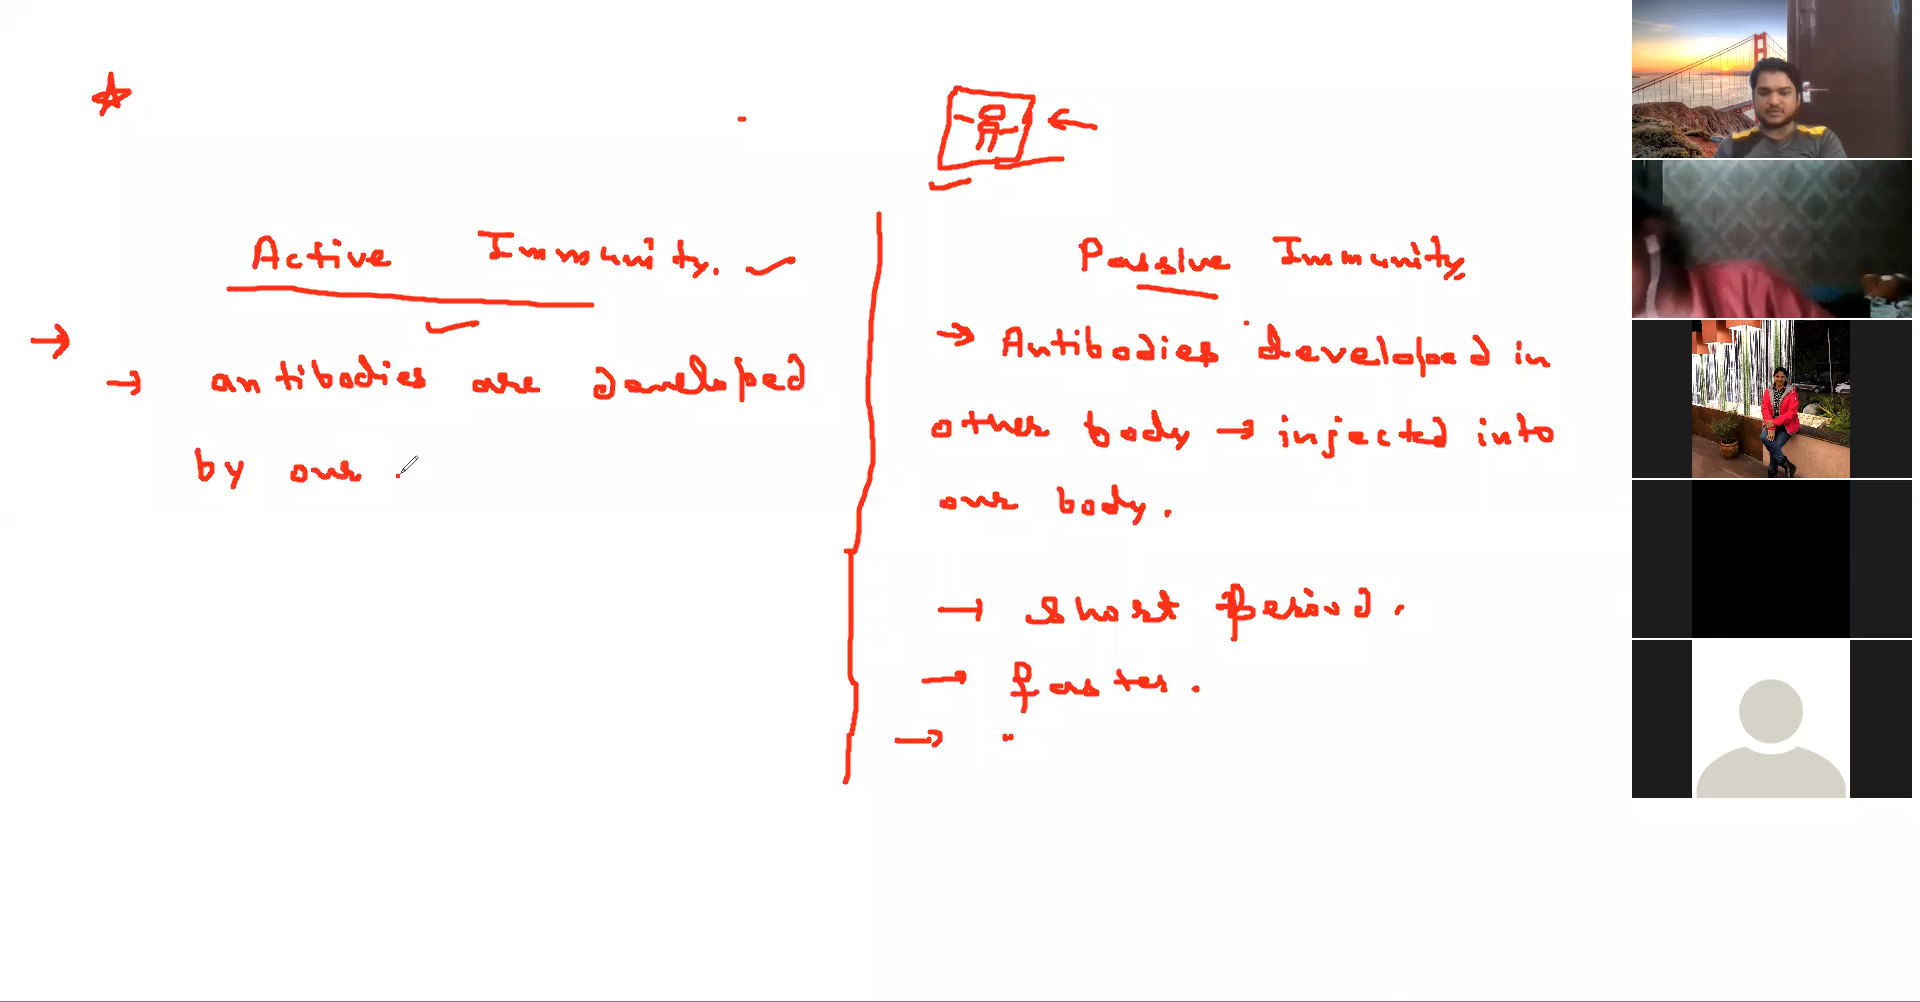 Active Immunity.
→ antibodies are developed
by our
Passive Immunity
→ Antibodies developed in
other body → injected into
our body.
→ Short Period.
→ faster.